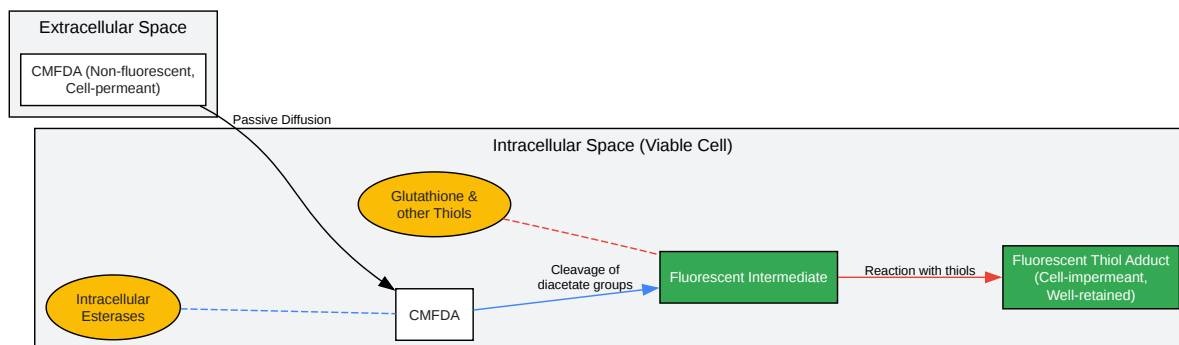 Extracellular Space
CMFDA (Non-fluorescent,
Cell-permeant)
Passive Diffusion
Intracellular Space (Viable Cell)
Glutathione &
other Thiols
Intracellular
Esterases
CMFDA
Cleavage of
diacetate groups
Fluorescent Intermediate
Reaction with thiols
Fluorescent Thiol Adduct
(Cell-impermeant,
Well-retained)